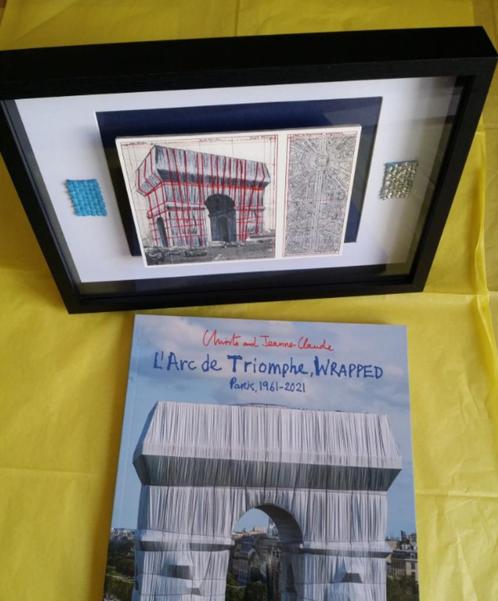 Christo and Jeanne-Claude
L'Arc de Triomphe, WRAPPED
Paris, 1961-2021